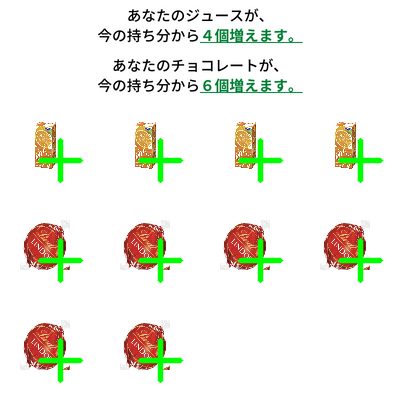 あなたのジュースが、
今の持ち分から４個増えます。
あなたのチョコレートが、
今の持ち分から６個増えます。